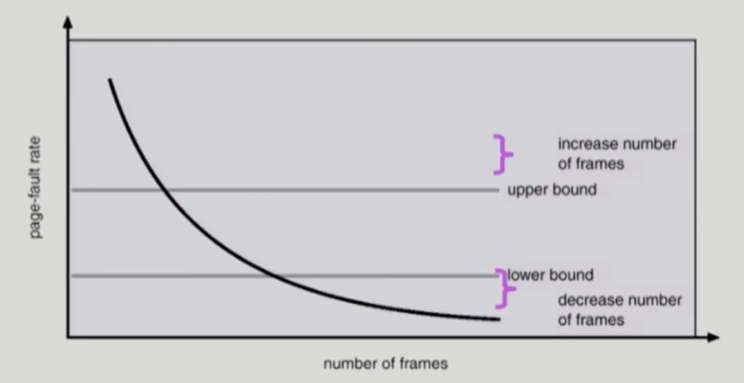 page-fault rate
increase number
of frames
upper bound
lower bound
decrease number
of frames
number of frames